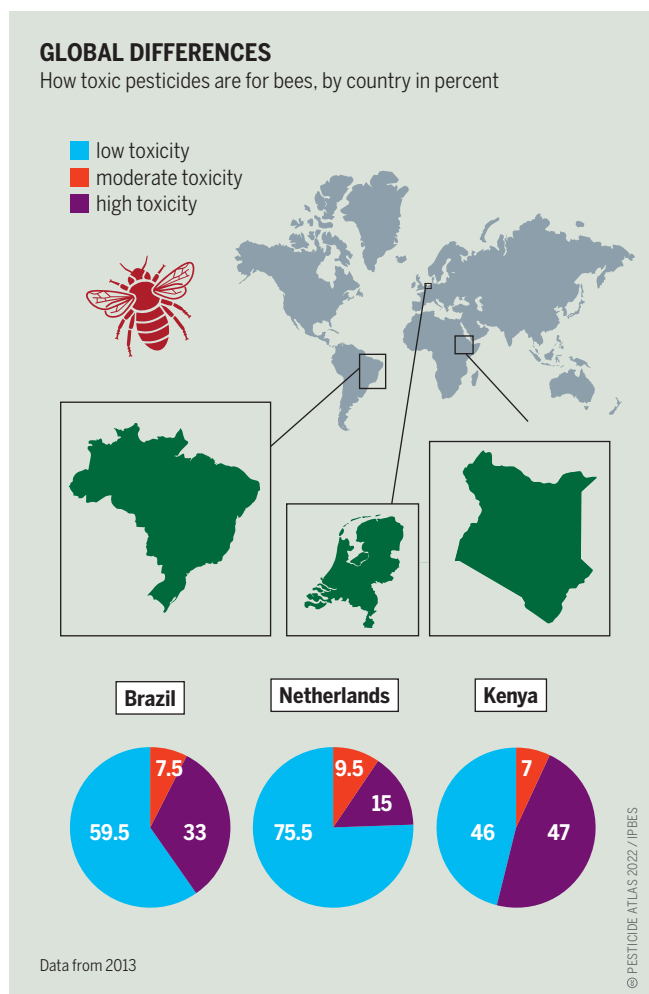 GLOBAL DIFFERENCES
How toxic pesticides are for bees, by country in percent
low toxicity
moderate toxicity
high toxicity
Brazil
Netherlands
Kenya
7.5
59.5
33
9.5
15
75.5
7
46
47
Data from 2013
PESTICIDE ATLAS 2022 / IPBES